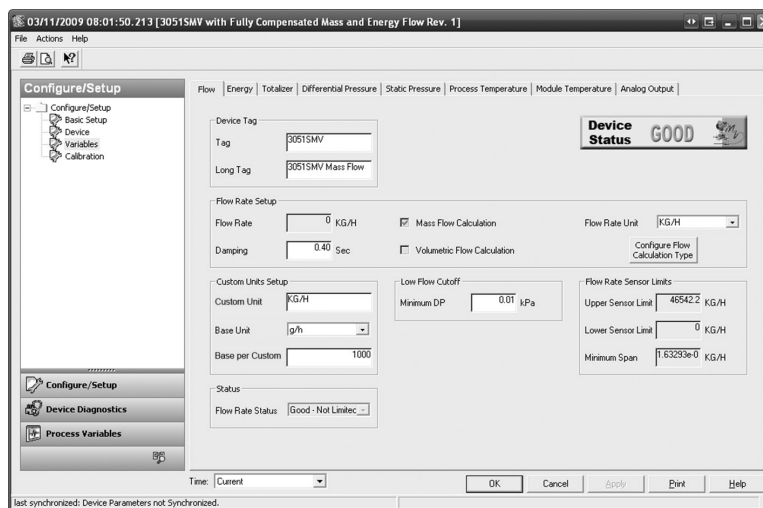 03/11/2009 08:01:50.213 [3051SMV with Fully Compensated Mass and Energy Flow Rev. 1]
File Actions Help
Configure/Setup
Configure/Setup
Basic Setup
Device
Variables
Calibration
Configure/Setup
Device Diagnostics
Process Variables
Flow Energy Totalizer Differential Pressure Static Pressure Process Temperature Module Temperature Analog Output
Device Tag
Tag 3051SMV
Long Tag 3051SMV Mass Flow
Device Status GOOD
Flow Rate Setup
Flow Rate 0 KG/H Mass Flow Calculation Flow Rate Unit KG/H
Damping 0.40 Sec Volumetric Flow Calculation Configure Flow Calculation Type
Custom Units Setup
Custom Unit KG/H
Base Unit g/h
Base per Custom 1000
Low Flow Cutoff
Minimum DP 0.01 kPa
Flow Rate Sensor Limits
Upper Sensor Limit 46542.2 KG/H
Lower Sensor Limit 0 KG/H
Minimum Span 1.63293e-0 KG/H
Status
Flow Rate Status Good - Not Limitec
Time: Current
OK Cancel Apply Print Help
last synchronized: Device Parameters not Synchronized.